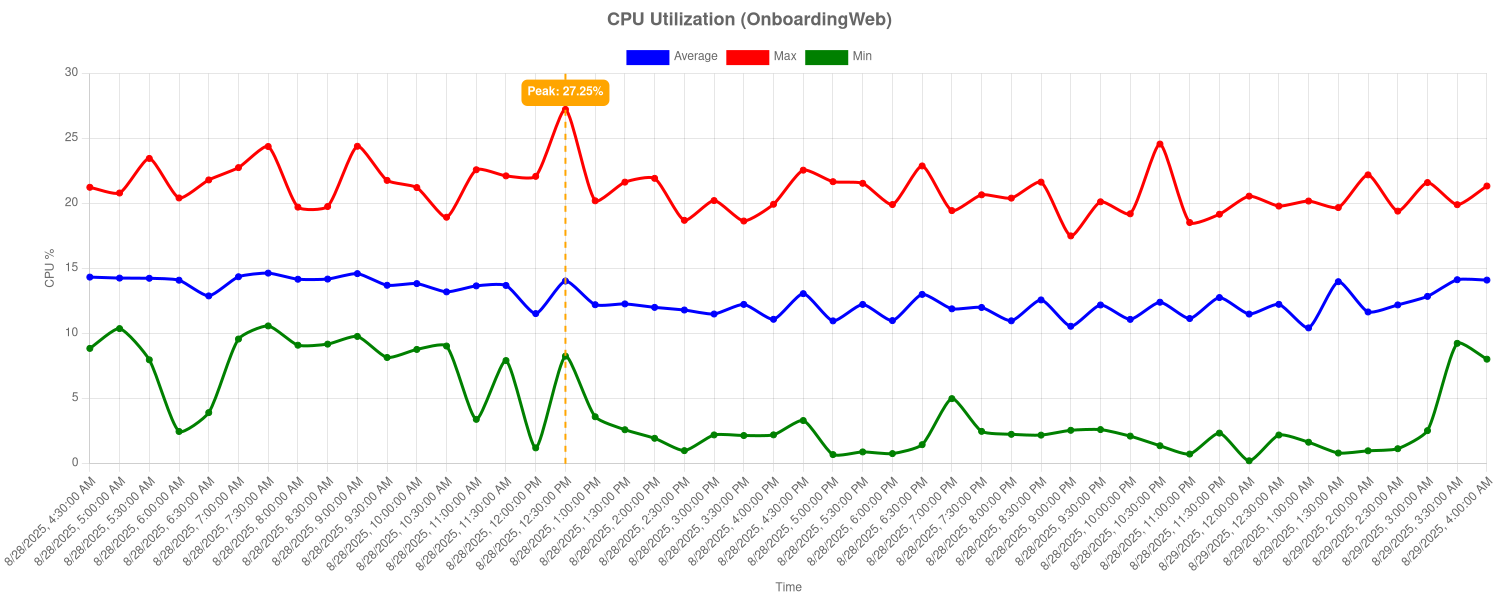 CPU Utilization (OnboardingWeb)
Average Max Min
Peak: 27.25%
30
25
20
15
10
5
0
CPU %
8/28/2025, 4:30:00 AM
8/28/2025, 5:00:00 AM
8/28/2025, 5:30:00 AM
8/28/2025, 6:00:00 AM
8/28/2025, 6:30:00 AM
8/28/2025, 7:00:00 AM
8/28/2025, 7:30:00 AM
8/28/2025, 8:00:00 AM
8/28/2025, 8:30:00 AM
8/28/2025, 9:00:00 AM
8/28/2025, 9:30:00 AM
8/28/2025, 10:00:00 AM
8/28/2025, 10:30:00 AM
8/28/2025, 11:00:00 AM
8/28/2025, 11:30:00 AM
8/28/2025, 12:00:00 PM
8/28/2025, 12:30:00 PM
8/28/2025, 1:00:00 PM
8/28/2025, 1:30:00 PM
8/28/2025, 2:00:00 PM
8/28/2025, 2:30:00 PM
8/28/2025, 3:00:00 PM
8/28/2025, 3:30:00 PM
8/28/2025, 4:00:00 PM
8/28/2025, 4:30:00 PM
8/28/2025, 5:00:00 PM
8/28/2025, 5:30:00 PM
8/28/2025, 6:00:00 PM
8/28/2025, 6:30:00 PM
8/28/2025, 7:00:00 PM
8/28/2025, 7:30:00 PM
8/28/2025, 8:00:00 PM
8/28/2025, 8:30:00 PM
8/28/2025, 9:00:00 PM
8/28/2025, 9:30:00 PM
8/28/2025, 10:00:00 PM
8/28/2025, 10:30:00 PM
8/28/2025, 11:00:00 PM
8/28/2025, 11:30:00 PM
8/29/2025, 12:00:00 AM
8/29/2025, 12:30:00 AM
8/29/2025, 1:00:00 AM
8/29/2025, 1:30:00 AM
8/29/2025, 2:00:00 AM
8/29/2025, 2:30:00 AM
8/29/2025, 3:00:00 AM
8/29/2025, 3:30:00 AM
8/29/2025, 4:00:00 AM
Time